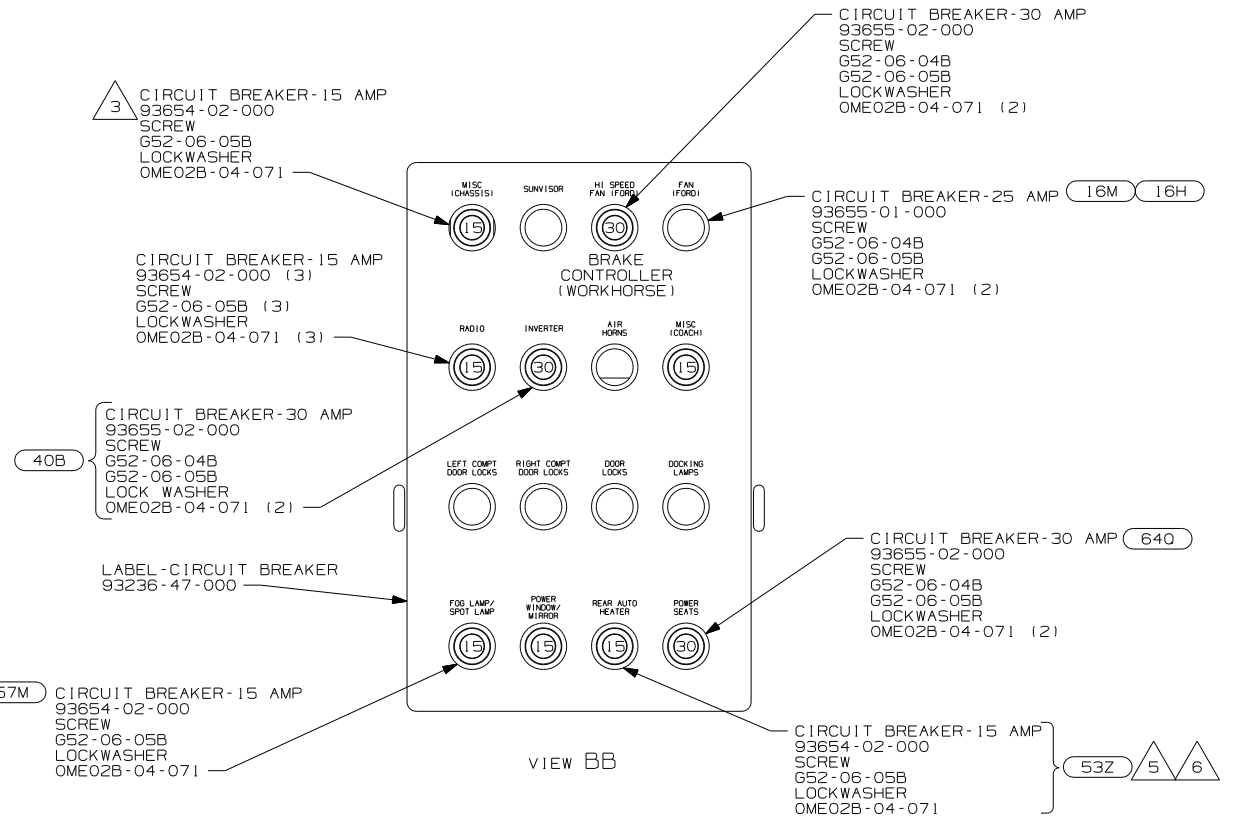 CIRCUIT BREAKER-30 AMP
93655-02-000
SCREW
G52-06-04B
G52-06-05B
LOCKWASHER
OME02B-04-071 (2)
3
CIRCUIT BREAKER-15 AMP
93654-02-000
SCREW
G52-06-05B
LOCKWASHER
OME02B-04-071
CIRCUIT BREAKER-25 AMP 16M 16H
93655-01-000
SCREW
G52-06-04B
G52-06-05B
LOCKWASHER
OME02B-04-071 (2)
CIRCUIT BREAKER-15 AMP
93654-02-000 (3)
SCREW
G52-06-05B (3)
LOCKWASHER
OME02B-04-071 (3)
40B
CIRCUIT BREAKER-30 AMP
93655-02-000
SCREW
G52-06-04B
G52-06-05B
LOCK WASHER
OME02B-04-071 (2)
LABEL-CIRCUIT BREAKER
93236-47-000
MISC
(CHASSIS)
SUNVISOR
HI SPEED
FAN (FORD)
FAN
(FORD)
15
30
BRAKE
CONTROLLER
(WORKHORSE)
RADIO
INVERTER
AIR
HORNS
MISC
(COACH)
15
30
15
LEFT COMPT
DOOR LOCKS
RIGHT COMPT
DOOR LOCKS
DOOR
LOCKS
DOCKING
LAMPS
FOG LAMP/
SPOT LAMP
POWER
WINDOW/
MIRROR
REAR AUTO
HEATER
POWER
SEATS
15
15
15
30
CIRCUIT BREAKER-30 AMP 64Q
93655-02-000
SCREW
G52-06-04B
G52-06-05B
LOCKWASHER
OME02B-04-071 (2)
57M
CIRCUIT BREAKER-15 AMP
93654-02-000
SCREW
G52-06-05B
LOCKWASHER
OME02B-04-071
CIRCUIT BREAKER-15 AMP
93654-02-000
SCREW
G52-06-05B
LOCKWASHER
OME02B-04-071
53Z 5 6
VIEW BB